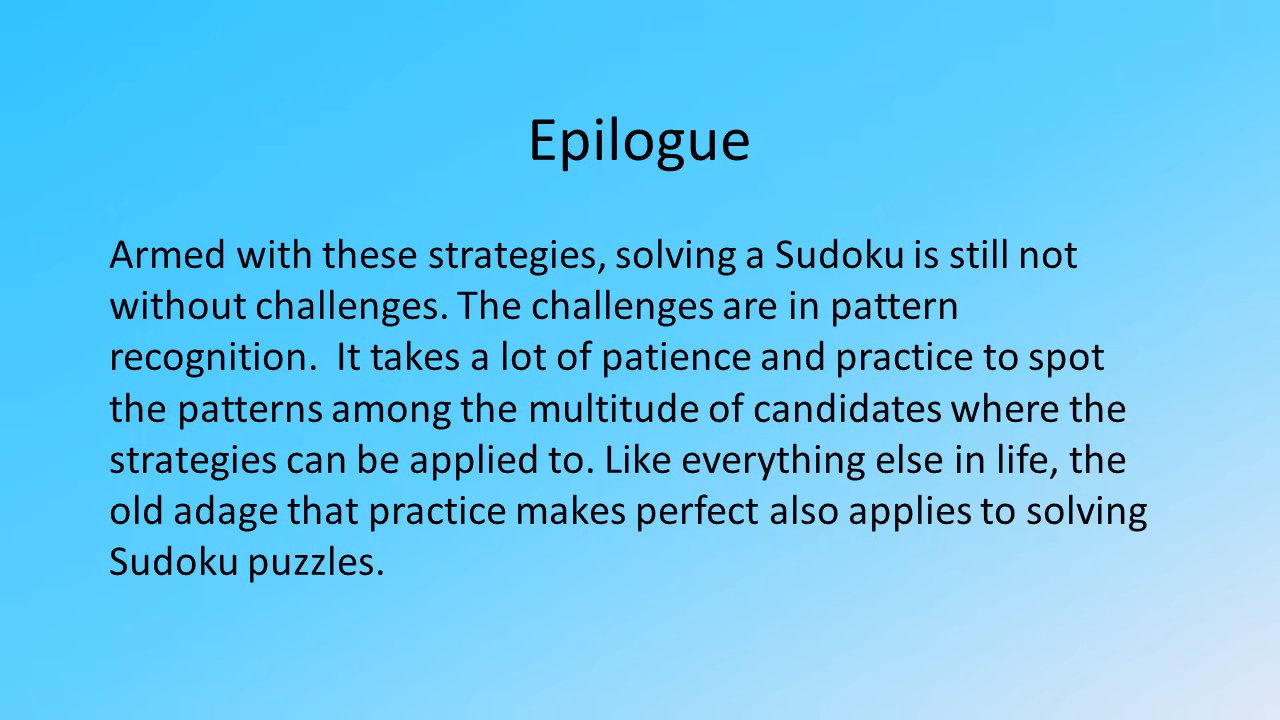 Epilogue
Armed with these strategies, solving a Sudoku is still not
without challenges. The challenges are in pattern
recognition.  It takes a lot of patience and practice to spot
the patterns among the multitude of candidates where the
strategies can be applied to. Like everything else in life, the
old adage that practice makes perfect also applies to solving
Sudoku puzzles.